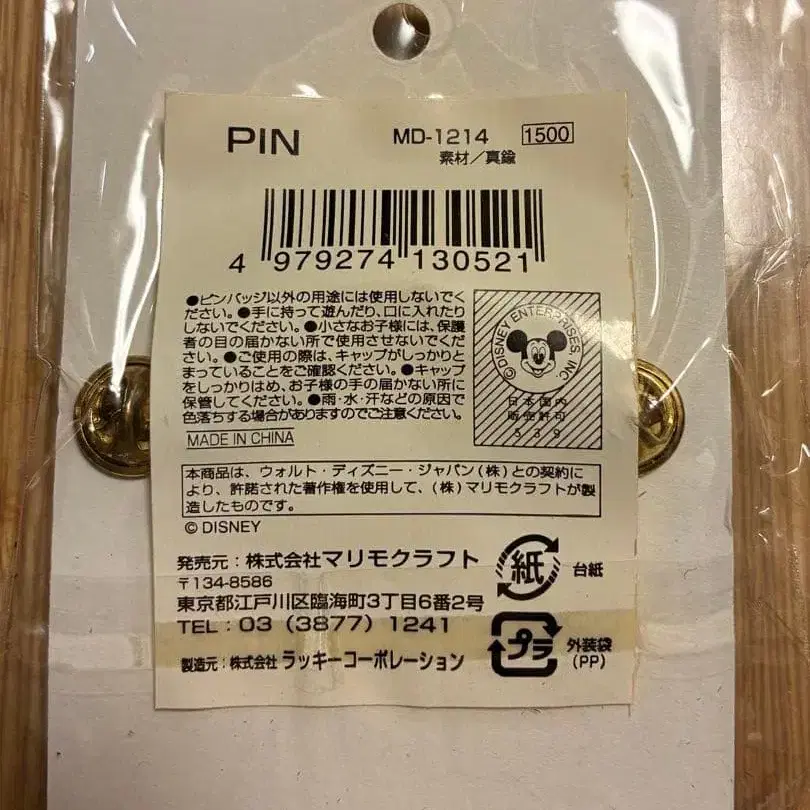 PIN
MD-1214 1500
素材/真鍮
4 979274 130521
●ピンバッジ以外の用途には使用しないでく
ださい。●手に持って遊んだり、口に入れたり
しないでください。●小さなお子様には、保護
者の目の届かない所で使用させないでくださ
い。●ご使用の際は、キャップがしっかりと
まっていることをご確認ください。●キャップ
をしっかりはめ、お子様の手の届かない所に
保管してください。●雨・水・汗などの原因で
色落ちする場合がありますのでご注意ください。
MADE IN CHINA
©DISNEY ENTERPRISES, INC.
日本国内
販売許可
539
本商品は、ウォルト・ディズニー・ジャパン(株)との契約に
より、許諾された著作権を使用して、(株)マリモクラフトが製
造したものです。
© DISNEY
発売元:株式会社マリモクラフト
〒134-8586
東京都江戸川区臨海町3丁目6番2号
TEL:03 (3877) 1241
製造元:株式会社 ラッキーコーポレーション
紙 台紙
プラ 外装袋
(PP)